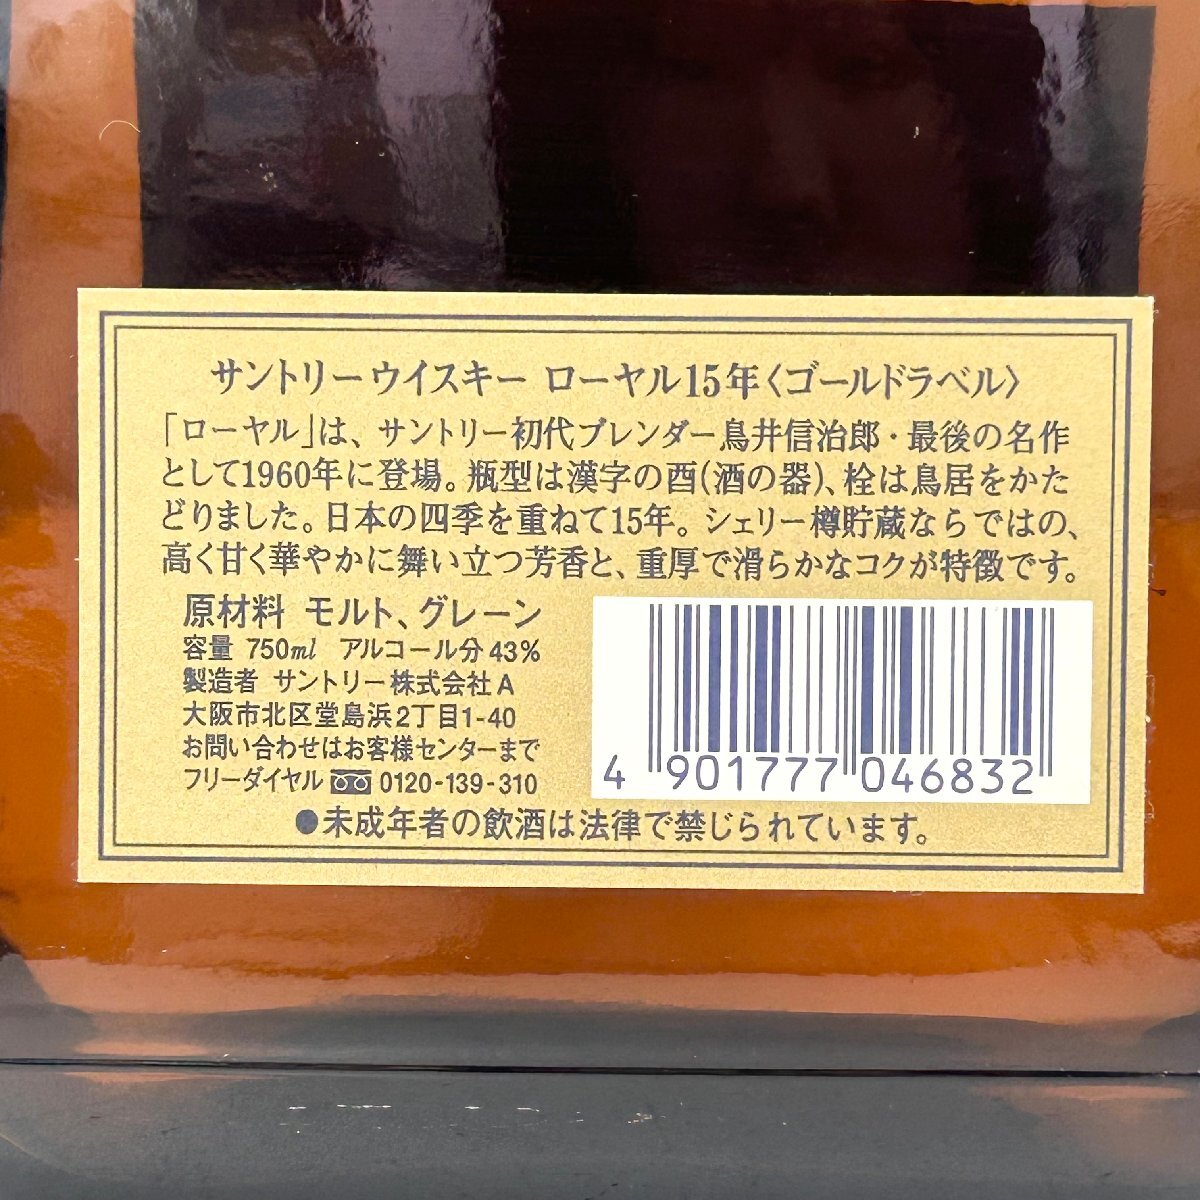 サントリーウイスキー ローヤル15年〈ゴールドラベル〉
「ローヤル」は、サントリー初代ブレンダー鳥井信治郎・最後の名作
として1960年に登場。瓶型は漢字の酉(酒の器)、栓は鳥居をかた
どりました。日本の四季を重ねて15年。シェリー樽貯蔵ならではの、
高く甘く華やかに舞い立つ芳香と、重厚で滑らかなコクが特徴です。
原材料 モルト、グレーン
容量 750ml アルコール分43%
製造者 サントリー株式会社A
大阪市北区堂島浜2丁目1-40
お問い合わせはお客様センターまで
フリーダイヤル 0120-139-310
4 901777 046832
●未成年者の飲酒は法律で禁じられています。